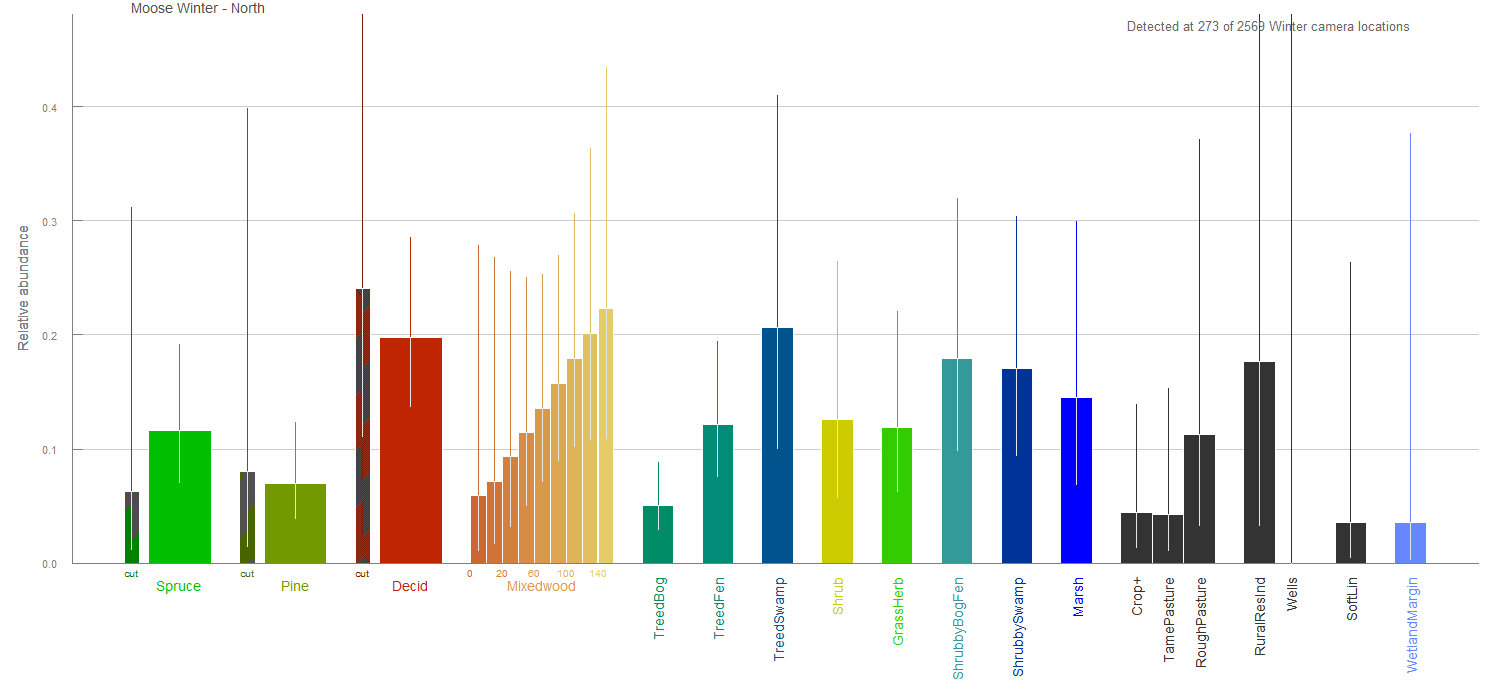 Moose Winter - North
Detected at 273 of 2569 Winter camera locations
Relative abundance
0.4
0.3
0.2
0.1
0.0
cut
Spruce
cut
Pine
cut
Decid
0 20 60 100 140
Mixedwood
TreedBog
TreedFen
TreedSwamp
Shrub
GrassHerb
ShrubbyBogFen
ShrubbySwamp
Marsh
Crop+
TamePasture
RoughPasture
RuralResInd
Wells
SoftLin
WetlandMargin